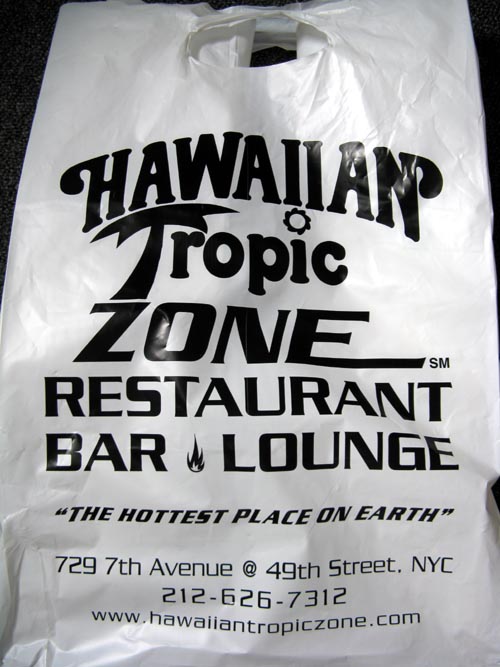 HAWAIIAN
Tropic
ZONE SM
RESTAURANT
BAR LOUNGE
"THE HOTTEST PLACE ON EARTH"
729 7th Avenue @ 49th Street, NYC
212-626-7312
www.hawaiiantropiczone.com